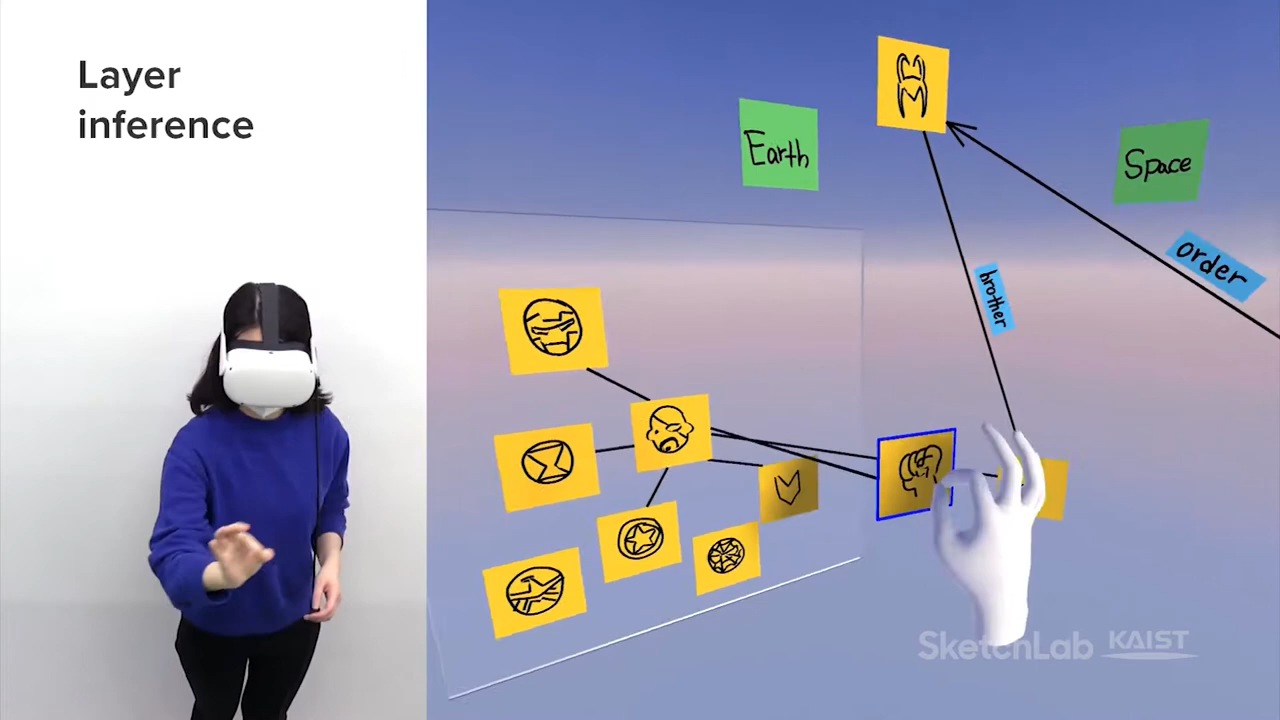 Layer
inference
Earth
Space
order
brother
SketchLab KAIST